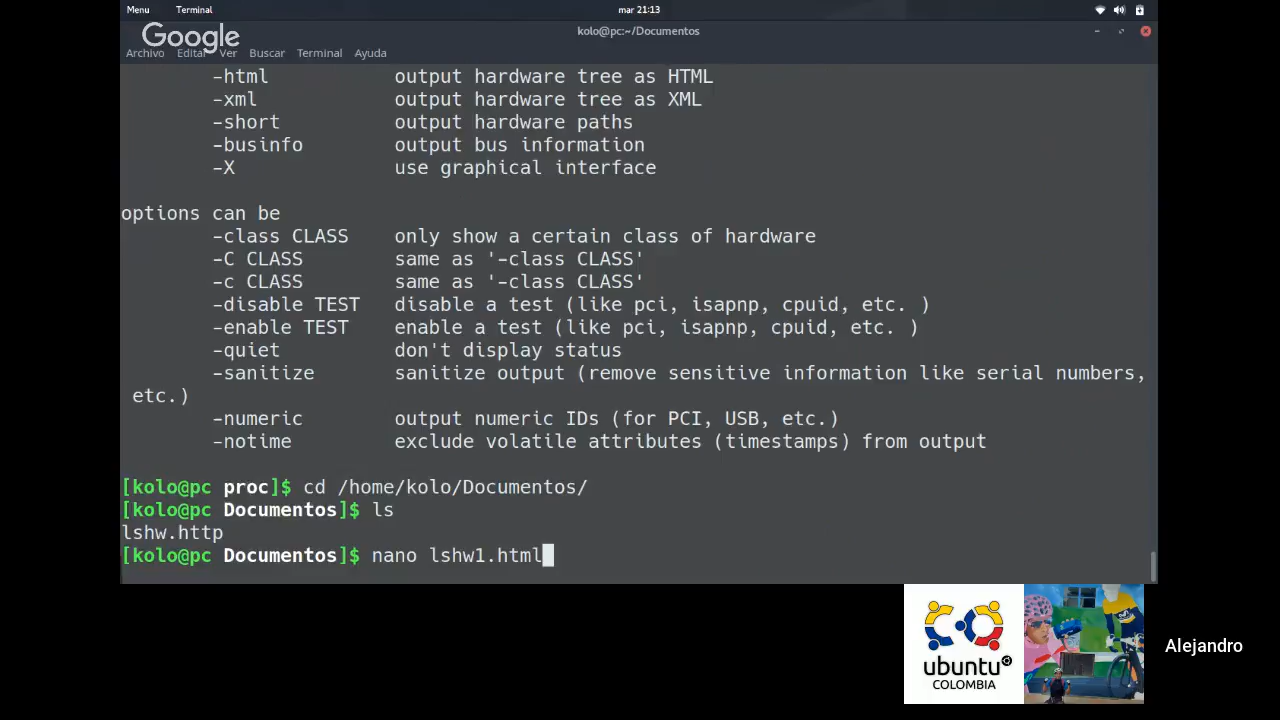 Menu Terminal mar 21:13
Google
kolo@pc:~/Documentos
Archivo Editar Ver Buscar Terminal Ayuda
-html output hardware tree as HTML
-xml output hardware tree as XML
-short output hardware paths
-businfo output bus information
-X use graphical interface
options can be
-class CLASS only show a certain class of hardware
-C CLASS same as '-class CLASS'
-c CLASS same as '-class CLASS'
-disable TEST disable a test (like pci, isapnp, cpuid, etc. )
-enable TEST enable a test (like pci, isapnp, cpuid, etc. )
-quiet don't display status
-sanitize sanitize output (remove sensitive information like serial numbers,
etc.)
-numeric output numeric IDs (for PCI, USB, etc.)
-notime exclude volatile attributes (timestamps) from output
[kolo@pc proc]$ cd /home/kolo/Documentos/
[kolo@pc Documentos]$ ls
lshw.http
[kolo@pc Documentos]$ nano lshw1.html
ubuntu
COLOMBIA
Alejandro